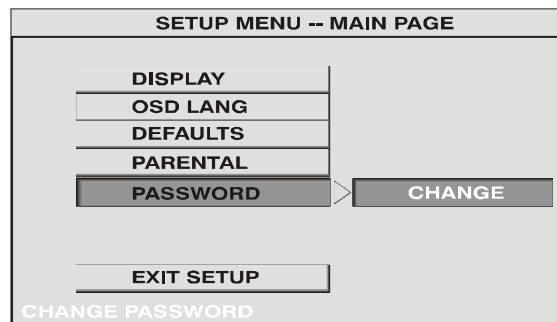 SETUP MENU -- MAIN PAGE
DISPLAY
OSD LANG
DEFAULTS
PARENTAL
PASSWORD
CHANGE
EXIT SETUP
CHANGE PASSWORD